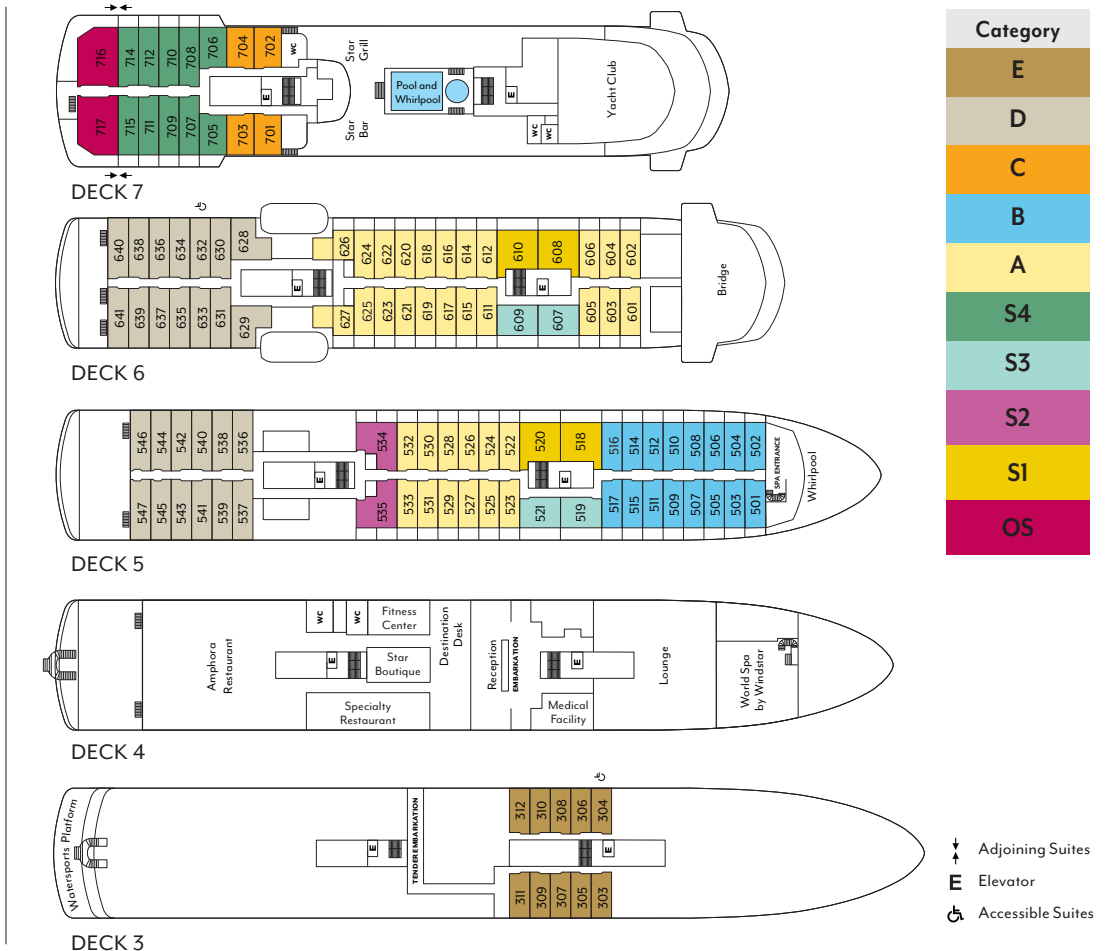 716
714
712
710
708
706
704
702
WC
Star
Grill
E
Pool and
Whirlpool
E
Yacht Club
717
715
711
709
707
705
703
701
Star
Bar
WC
WC
DECK 7
640
638
636
634
632
630
628
626
624
622
620
618
616
614
612
610
608
606
604
602
E
E
Bridge
641
639
637
635
633
631
629
627
625
623
621
619
617
615
611
609
607
605
603
601
DECK 6
546
544
542
540
538
536
534
532
530
528
526
524
522
520
518
516
514
512
510
508
506
504
502
E
E
SPA ENTRANCE
Whirlpool
547
545
543
541
539
537
535
533
531
529
527
525
523
521
519
517
515
511
509
507
505
503
501
DECK 5
WC
WC
Fitness
Center
Amphora
Restaurant
E
Star
Boutique
Destination
Desk
Reception
EMBARKATION
E
Lounge
World Spa
by Windstar
Specialty
Restaurant
Medical
Facility
DECK 4
Watersports Platform
E
TENDER EMBARKATION
312
310
308
306
304
E
311
309
307
305
303
DECK 3
Category
E
D
C
B
A
S4
S3
S2
S1
OS
Adjoining Suites
E Elevator
Accessible Suites